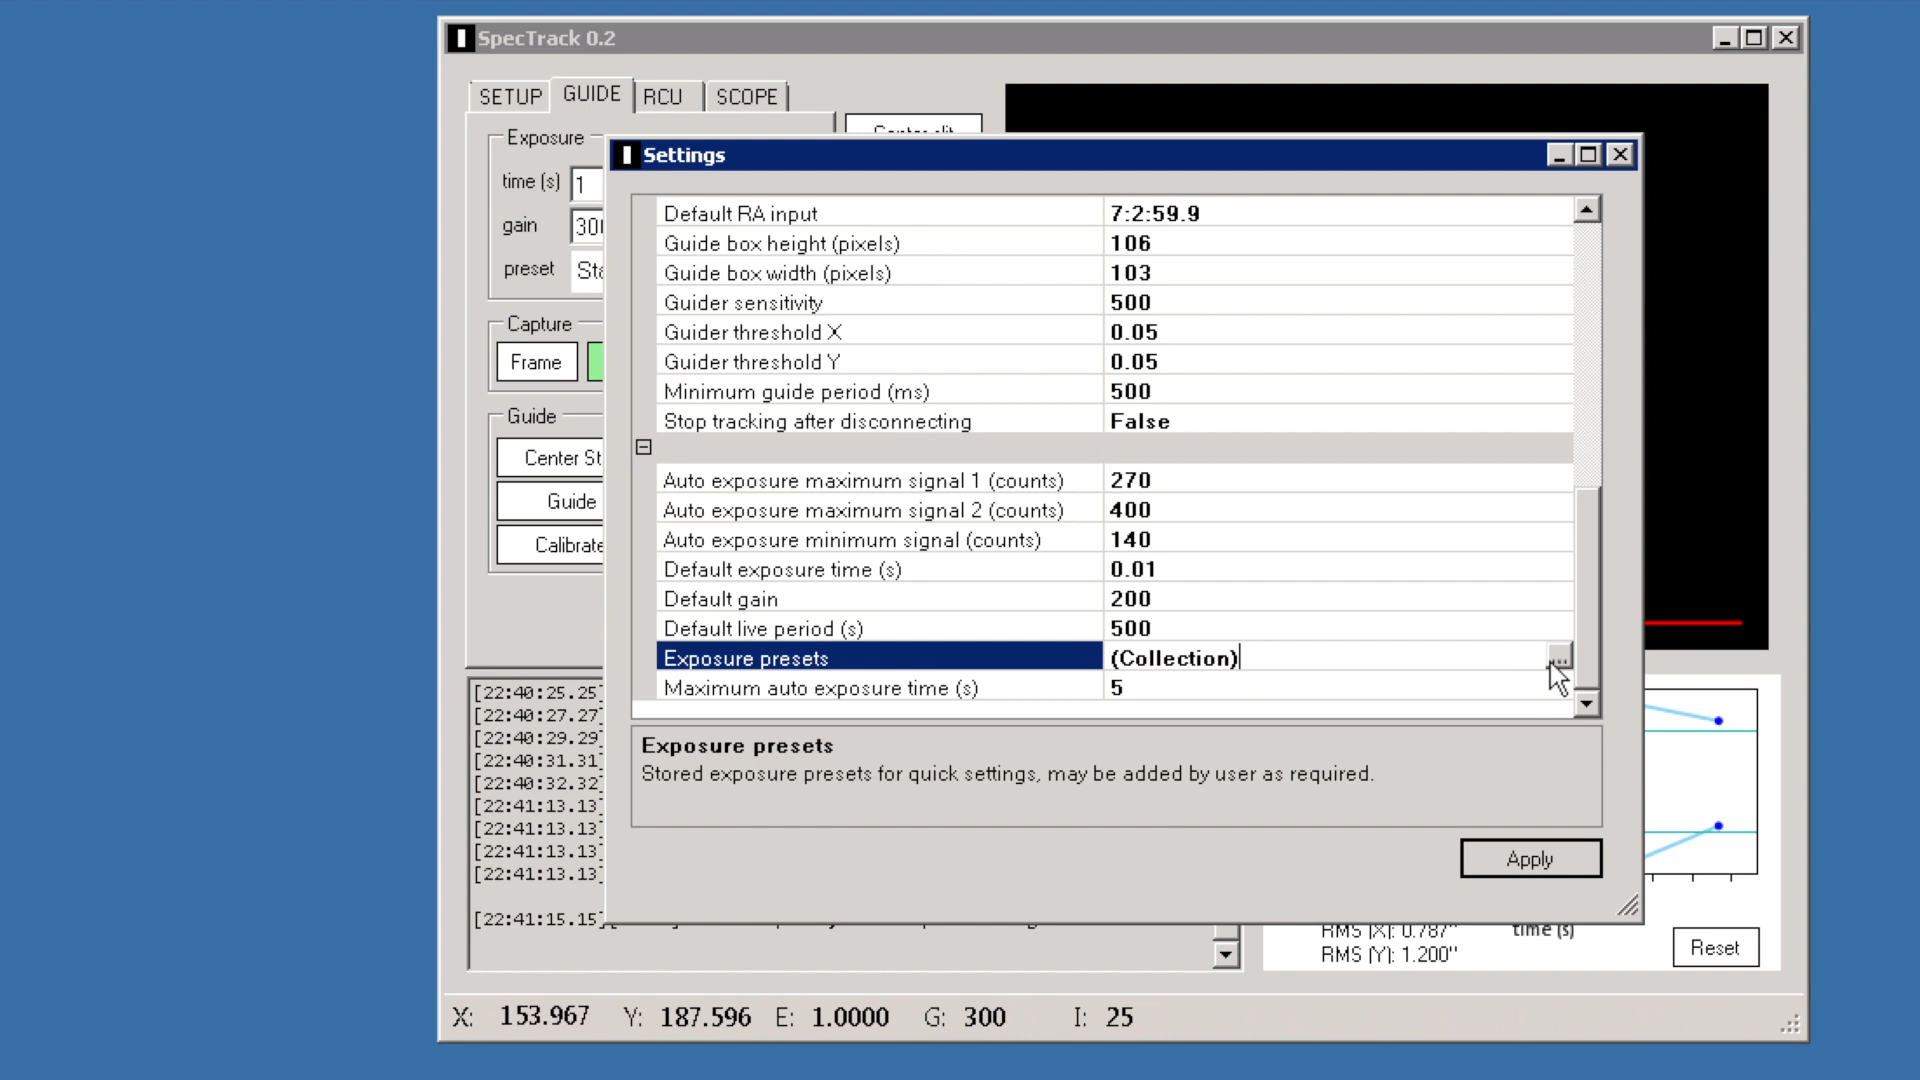 SpecTrack 0.2
SETUP GUIDE RCU SCOPE
Exposure
time (s) 1
gain
preset
Capture
Frame
Guide
Center St
Guide
Calibrate
Settings
Default RA input 7:2:59.9
Guide box height (pixels) 106
Guide box width (pixels) 103
Guider sensitivity 500
Guider threshold X 0.05
Guider threshold Y 0.05
Minimum guide period (ms) 500
Stop tracking after disconnecting False
Auto exposure maximum signal 1 (counts) 270
Auto exposure maximum signal 2 (counts) 400
Auto exposure minimum signal (counts) 140
Default exposure time (s) 0.01
Default gain 200
Default live period (s) 500
Exposure presets (Collection) ...
Maximum auto exposure time (s) 5
Exposure presets
Stored exposure presets for quick settings, may be added by user as required.
Apply
[22:40:25.25]
[22:40:27.27]
[22:40:29.29]
[22:40:31.31]
[22:40:32.32]
[22:41:13.13]
[22:41:13.13]
[22:41:13.13]
[22:41:13.13]
[22:41:15.15]
RMS (X): 0.787" time (s)
RMS (Y): 1.200"
Reset
X: 153.967 Y: 187.596 E: 1.0000 G: 300 I: 25